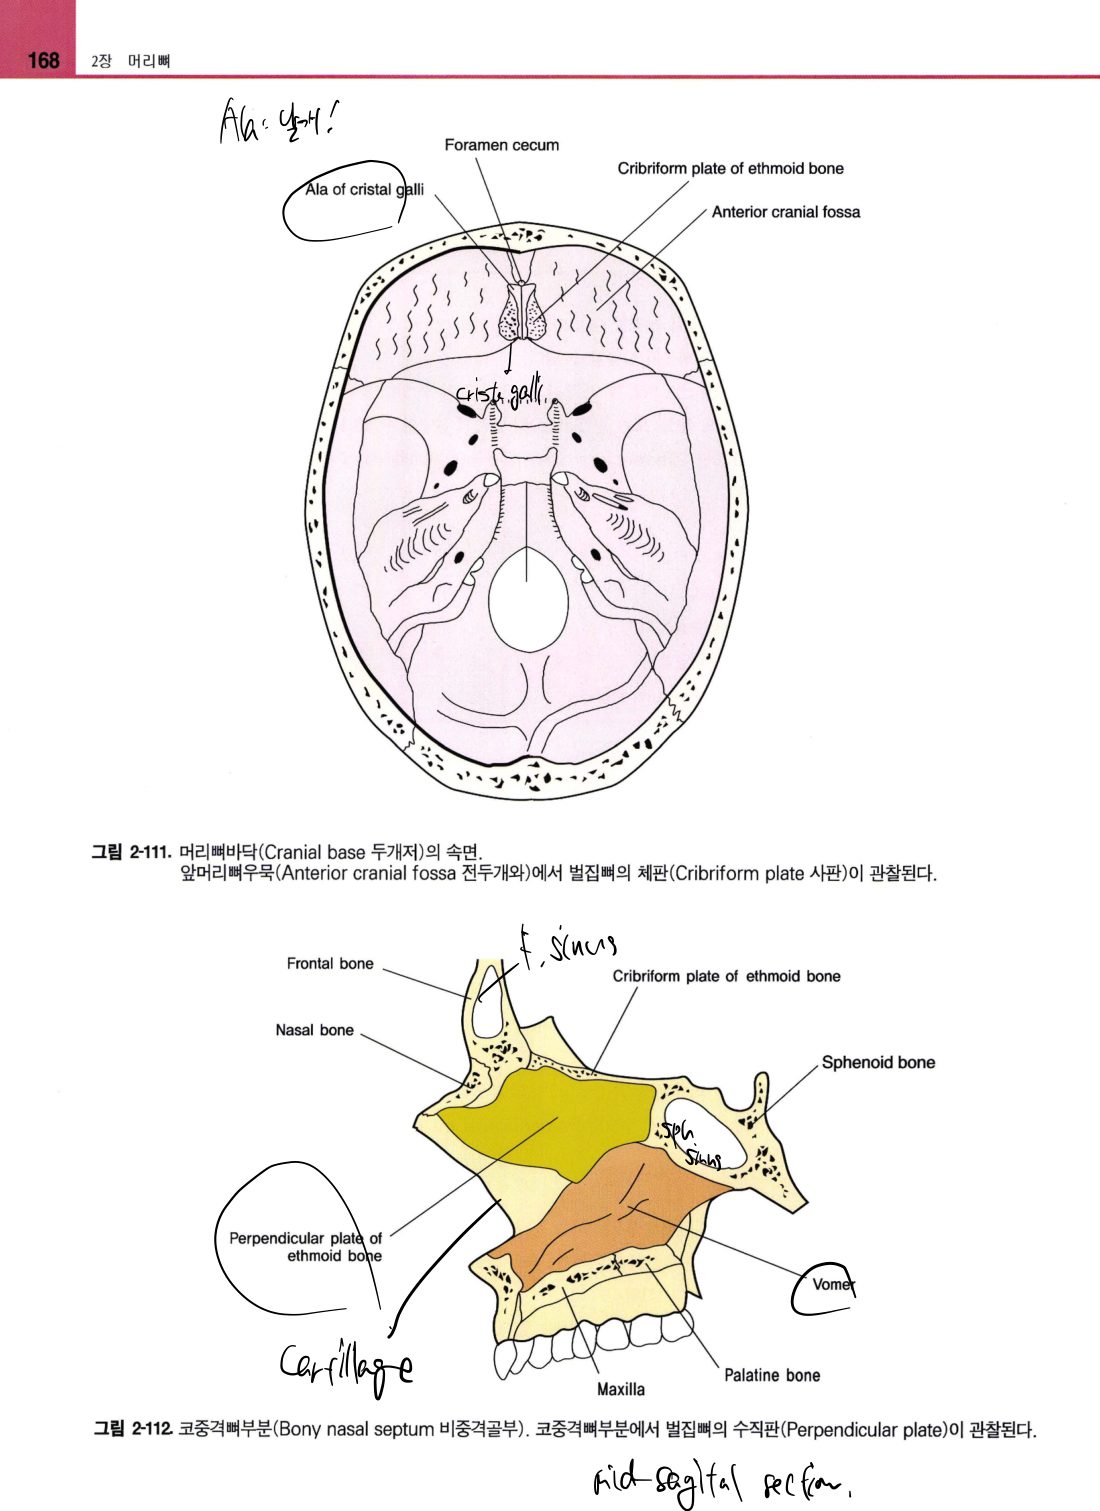 168 2장 머리뼈
Ala: 날개!
Foramen cecum
Cribriform plate of ethmoid bone
Ala of cristal galli
Anterior cranial fossa
crista galli
그림 2-111. 머리뼈바닥(Cranial base 두개저)의 속면.
앞머리뼈우묵(Anterior cranial fossa 전두개와)에서 벌집뼈의 체판(Cribriform plate 사판)이 관찰된다.
f. sinus
Frontal bone
Cribriform plate of ethmoid bone
Nasal bone
Sphenoid bone
sph.
sinus
Perpendicular plate of
ethmoid bone
Vomer
Cartillage
Palatine bone
Maxilla
그림 2-112. 코중격뼈부분(Bony nasal septum 비중격골부). 코중격뼈부분에서 벌집뼈의 수직판(Perpendicular plate)이 관찰된다.
mid-sagital section.